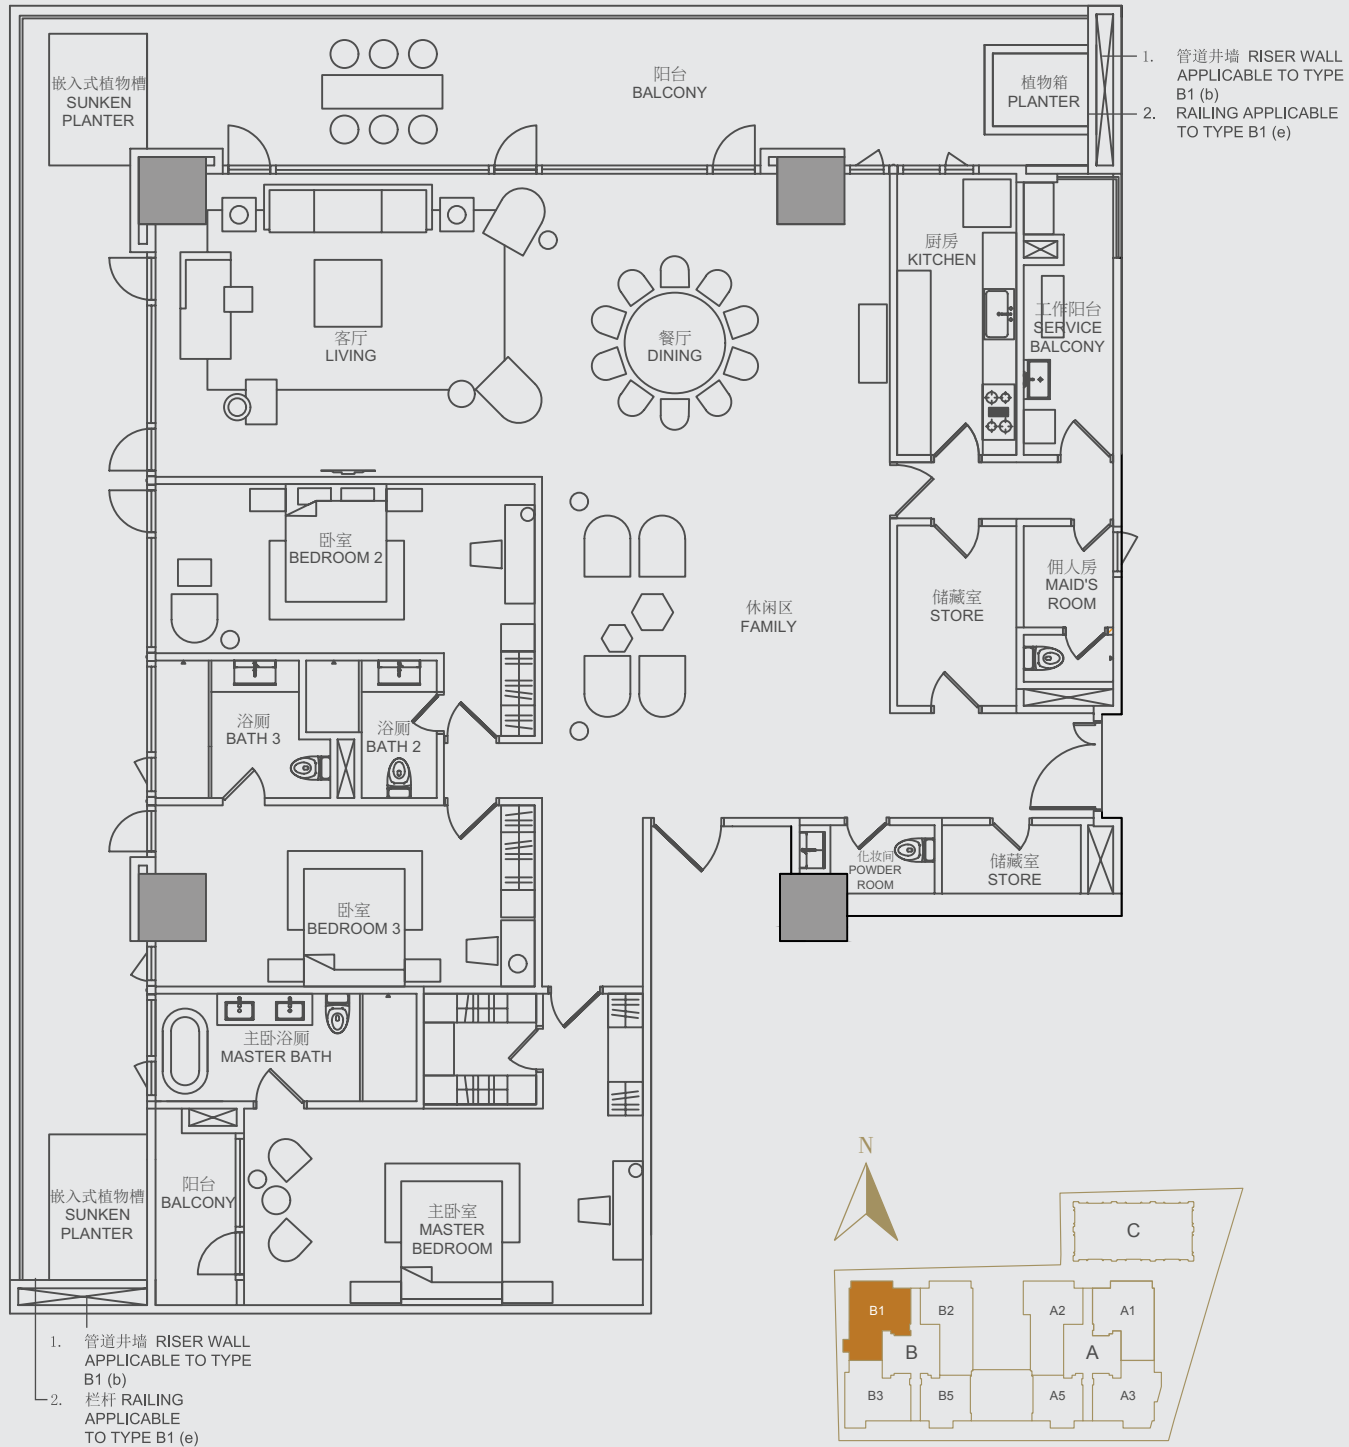 嵌入式植物槽
SUNKEN
PLANTER
阳台
BALCONY
植物箱
PLANTER
1. 管道井墙 RISER WALL
APPLICABLE TO TYPE
B1 (b)
2. RAILING APPLICABLE
TO TYPE B1 (e)
客厅
LIVING
餐厅
DINING
厨房
KITCHEN
工作阳台
SERVICE
BALCONY
卧室
BEDROOM 2
休闲区
FAMILY
储藏室
STORE
佣人房
MAID'S
ROOM
浴厕
BATH 3
浴厕
BATH 2
卧室
BEDROOM 3
化妆间
POWDER
ROOM
储藏室
STORE
主卧浴厕
MASTER BATH
嵌入式植物槽
SUNKEN
PLANTER
阳台
BALCONY
主卧室
MASTER
BEDROOM
1. 管道井墙 RISER WALL
APPLICABLE TO TYPE
B1 (b)
2. 栏杆 RAILING
APPLICABLE
TO TYPE B1 (e)
N
C
B1
B2
A2
A1
B
A
B3
B5
A5
A3